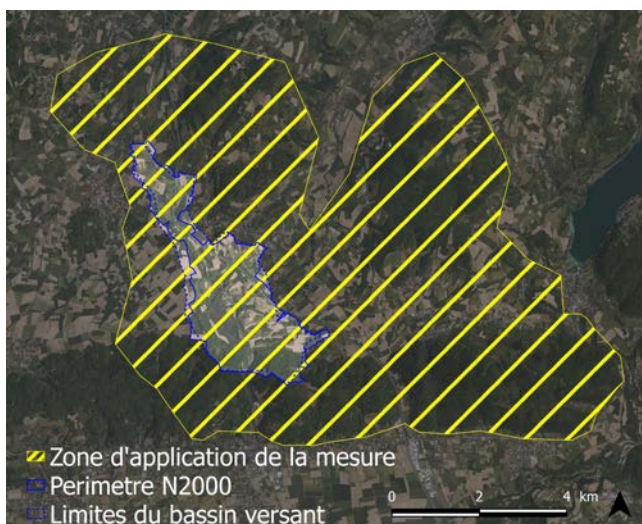 Zone d'application de la mesure
Perimetre N2000
Limites du bassin versant
0 2 4 km